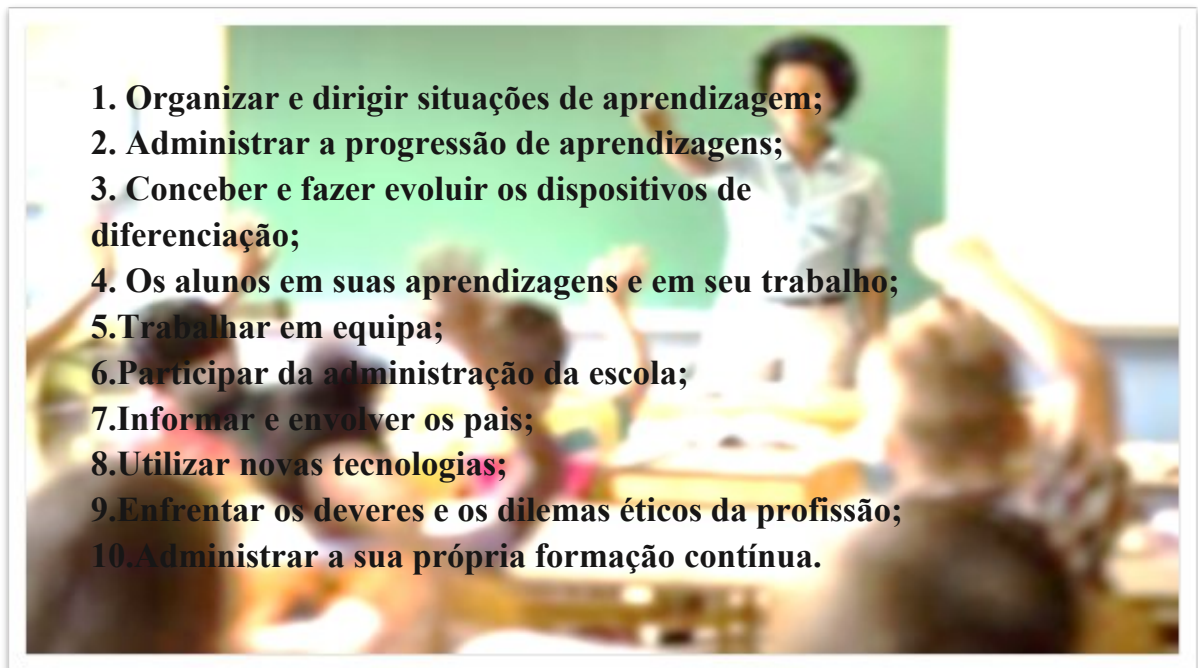 1. Organizar e dirigir situações de aprendizagem;
2. Administrar a progressão de aprendizagens;
3. Conceber e fazer evoluir os dispositivos de
diferenciação;
4. Os alunos em suas aprendizagens e em seu trabalho;
5.Trabalhar em equipa;
6.Participar da administração da escola;
7.Informar e envolver os pais;
8.Utilizar novas tecnologias;
9.Enfrentar os deveres e os dilemas éticos da profissão;
10.Administrar a sua própria formação contínua.